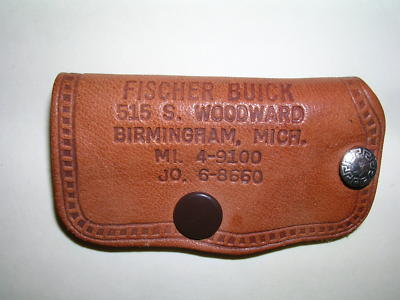 FISCHER BUICK
515 S. WOODWARD
BIRMINGHAM, MICH.
MI. 4-9100
JO. 6-8660